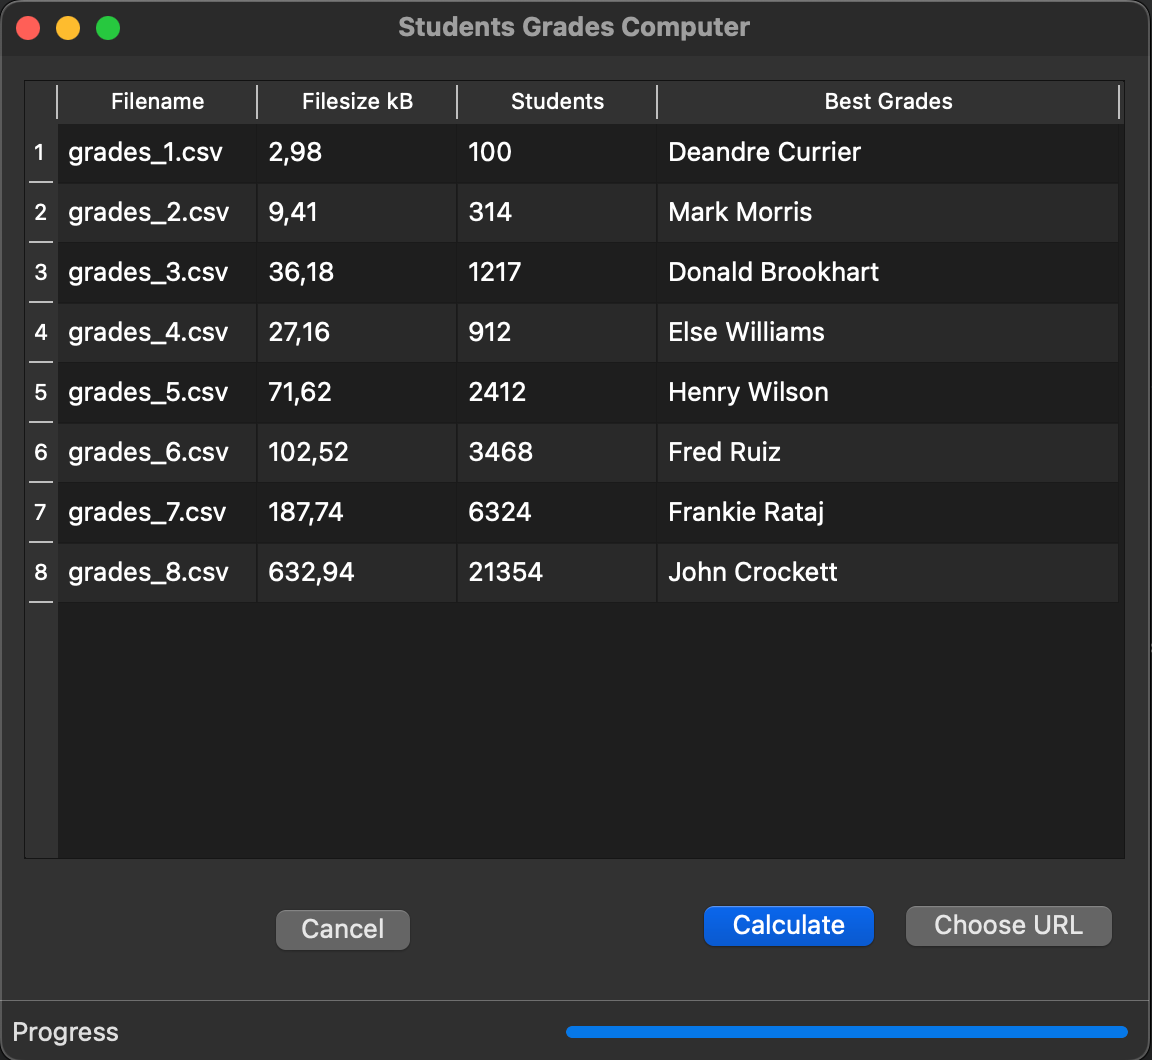 Students Grades Computer
Filename Filesize kB Students Best Grades
1 grades_1.csv 2,98 100 Deandre Currier
2 grades_2.csv 9,41 314 Mark Morris
3 grades_3.csv 36,18 1217 Donald Brookhart
4 grades_4.csv 27,16 912 Else Williams
5 grades_5.csv 71,62 2412 Henry Wilson
6 grades_6.csv 102,52 3468 Fred Ruiz
7 grades_7.csv 187,74 6324 Frankie Rataj
8 grades_8.csv 632,94 21354 John Crockett
Cancel Calculate Choose URL
Progress